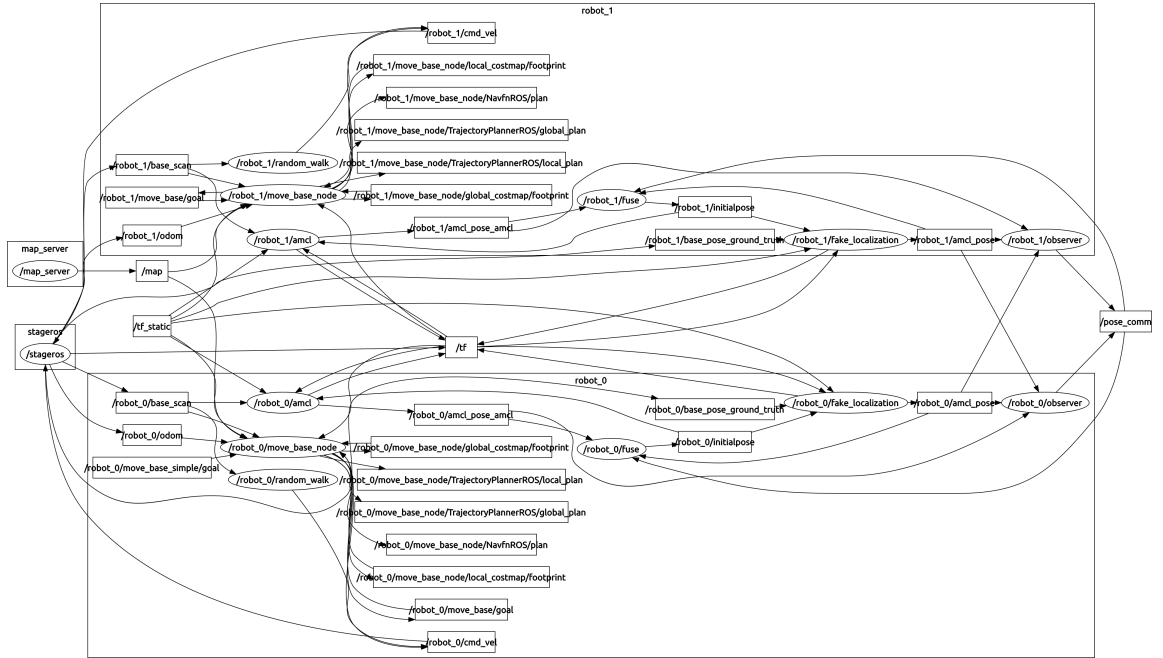 robot_1
/robot_1/cmd_vel
/robot_1/move_base_node/local_costmap/footprint
/robot_1/move_base_node/NavfnROS/plan
/robot_1/move_base_node/TrajectoryPlannerROS/global_plan
/robot_1/base_scan
/robot_1/random_walk
/robot_1/move_base_node/TrajectoryPlannerROS/local_plan
/robot_1/move_base/goal
/robot_1/move_base_node
/robot_1/move_base_node/global_costmap/footprint
/robot_1/fuse
/robot_1/initialpose
/robot_1/odom
/robot_1/amcl
/robot_1/amcl_pose_amcl
/robot_1/base_pose_ground_truth
/robot_1/fake_localization
/robot_1/amcl_pose
/robot_1/observer
map_server
/map_server
/map
/pose_comm
/tf_static
stageros
/stageros
/tf
robot_0
/robot_0/base_scan
/robot_0/amcl
/robot_0/amcl_pose_amcl
/robot_0/base_pose_ground_truth
/robot_0/fake_localization
/robot_0/amcl_pose
/robot_0/observer
/robot_0/odom
/robot_0/move_base_node
/robot_0/move_base_node/global_costmap/footprint
/robot_0/fuse
/robot_0/initialpose
/robot_0/move_base_simple/goal
/robot_0/random_walk
/robot_0/move_base_node/TrajectoryPlannerROS/local_plan
/robot_0/move_base_node/TrajectoryPlannerROS/global_plan
/robot_0/move_base_node/NavfnROS/plan
/robot_0/move_base_node/local_costmap/footprint
/robot_0/move_base/goal
/robot_0/cmd_vel